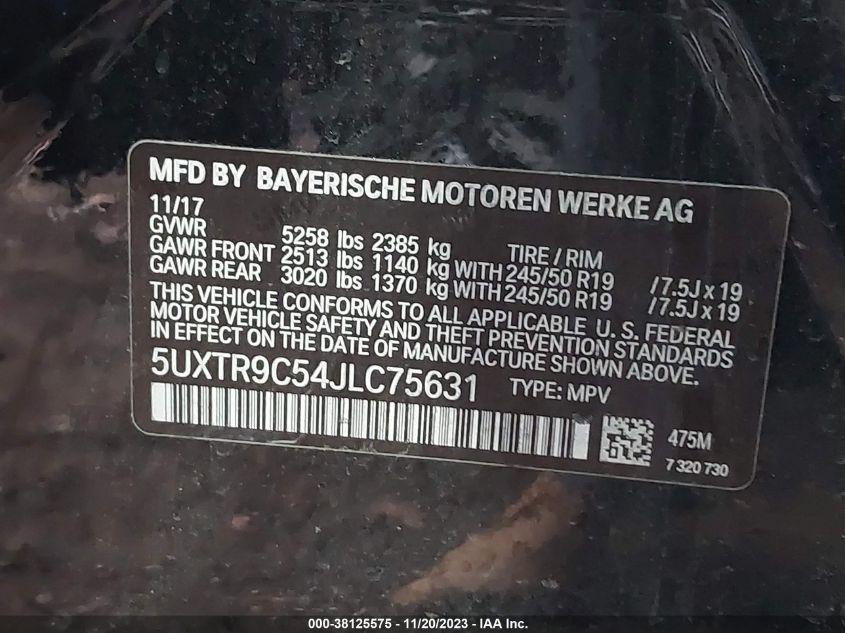 MFD BY BAYERISCHE MOTOREN WERKE AG
11/17
GVWR 5258 lbs 2385 kg TIRE / RIM
GAWR FRONT 2513 lbs 1140 kg WITH 245/50 R19 /7.5J x 19
GAWR REAR 3020 lbs 1370 kg WITH 245/50 R19 /7.5J x 19
THIS VEHICLE CONFORMS TO ALL APPLICABLE U. S. FEDERAL
MOTOR VEHICLE SAFETY AND THEFT PREVENTION STANDARDS
IN EFFECT ON THE DATE OF MANUFACTURE SHOWN ABOVE.
5UXTR9C54JLC75631 TYPE: MPV
475M
7 320 730
000-38125575 - 11/20/2023 - IAA Inc.